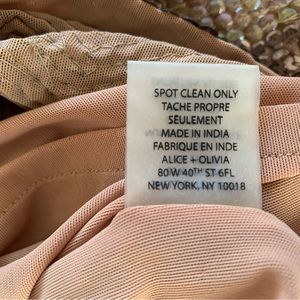 SPOT CLEAN ONLY
TACHE PROPRE
SÉULEMENT
MADE IN INDIA
FABRIQUE EN INDE
ALICE + OLIVIA
80 W 40TH ST 6FL
NEW YORK, NY 10018